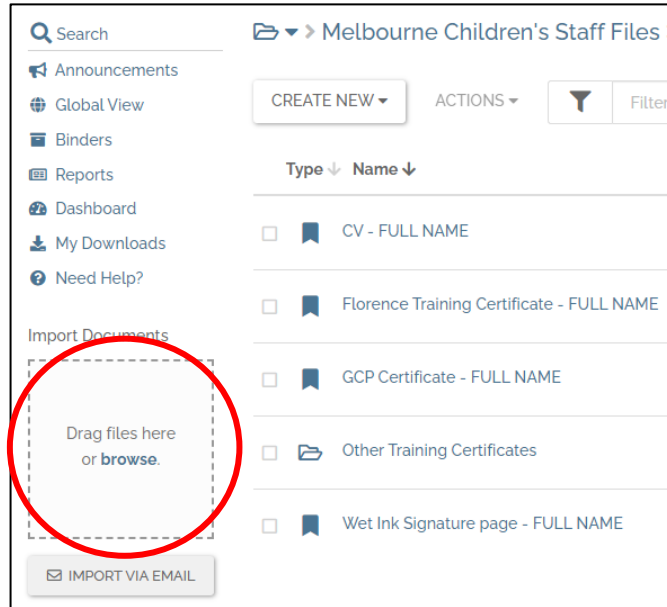 Search
Announcements
Global View
Binders
Reports
Dashboard
My Downloads
Need Help?
Import Documents
Drag files here
or browse.
IMPORT VIA EMAIL
> Melbourne Children's Staff Files
CREATE NEW
ACTIONS
Filter
Type Name
CV - FULL NAME
Florence Training Certificate - FULL NAME
GCP Certificate - FULL NAME
Other Training Certificates
Wet Ink Signature page - FULL NAME